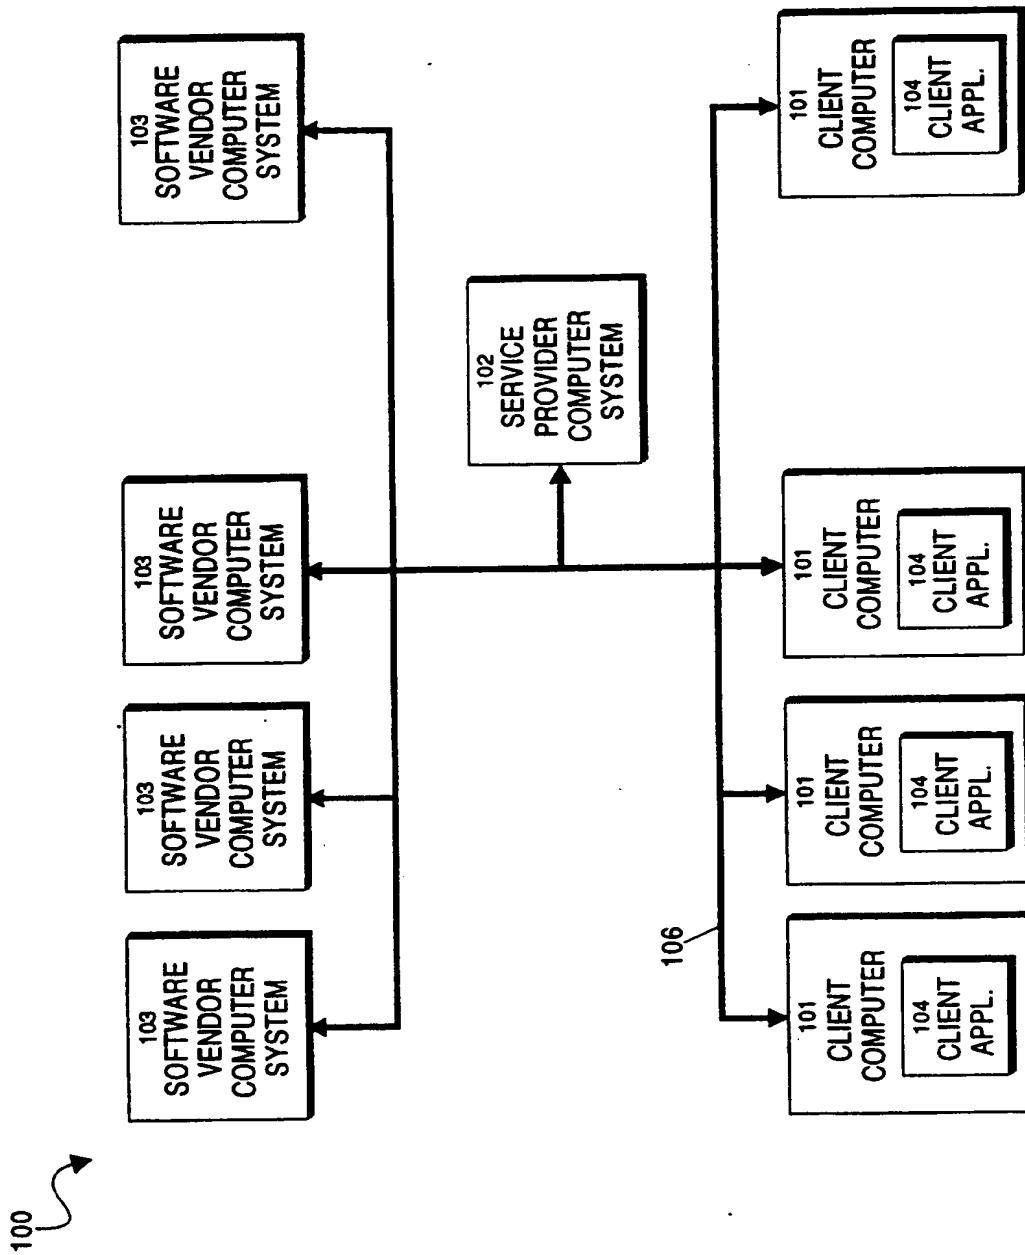 100
103
SOFTWARE
VENDOR
COMPUTER
SYSTEM
103
SOFTWARE
VENDOR
COMPUTER
SYSTEM
103
SOFTWARE
VENDOR
COMPUTER
SYSTEM
103
SOFTWARE
VENDOR
COMPUTER
SYSTEM
102
SERVICE
PROVIDER
COMPUTER
SYSTEM
106
101
CLIENT
COMPUTER
104
CLIENT
APPL.
101
CLIENT
COMPUTER
104
CLIENT
APPL.
101
CLIENT
COMPUTER
104
CLIENT
APPL.
101
CLIENT
COMPUTER
104
CLIENT
APPL.